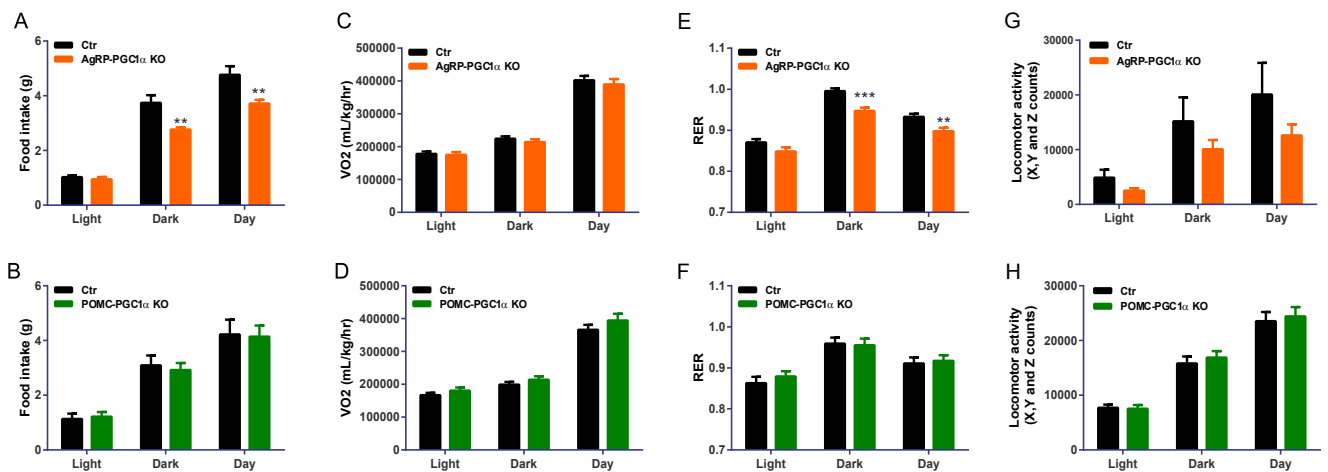 A
Food intake (g)
6
4
2
0
Ctr
AgRP-PGC1α KO
**
**
Light Dark Day
C
VO2 (mL/kg/hr)
500000
400000
300000
200000
100000
0
Ctr
AgRP-PGC1α KO
Light Dark Day
E
RER
1.1
1.0
0.9
0.8
0.7
Ctr
AgRP-PGC1α KO
***
**
Light Dark Day
G
Locomotor activity
(X,Y and Z counts)
30000
20000
10000
0
Ctr
AgRP-PGC1α KO
Light Dark Day
B
Food intake (g)
6
4
2
0
Ctr
POMC-PGC1α KO
Light Dark Day
D
VO2 (mL/kg/hr)
500000
400000
300000
200000
100000
0
Ctr
POMC-PGC1α KO
Light Dark Day
F
RER
1.1
1.0
0.9
0.8
0.7
Ctr
POMC-PGC1α KO
Light Dark Day
H
Locomotor activity
(X,Y and Z counts)
30000
20000
10000
0
Ctr
POMC-PGC1α KO
Light Dark Day